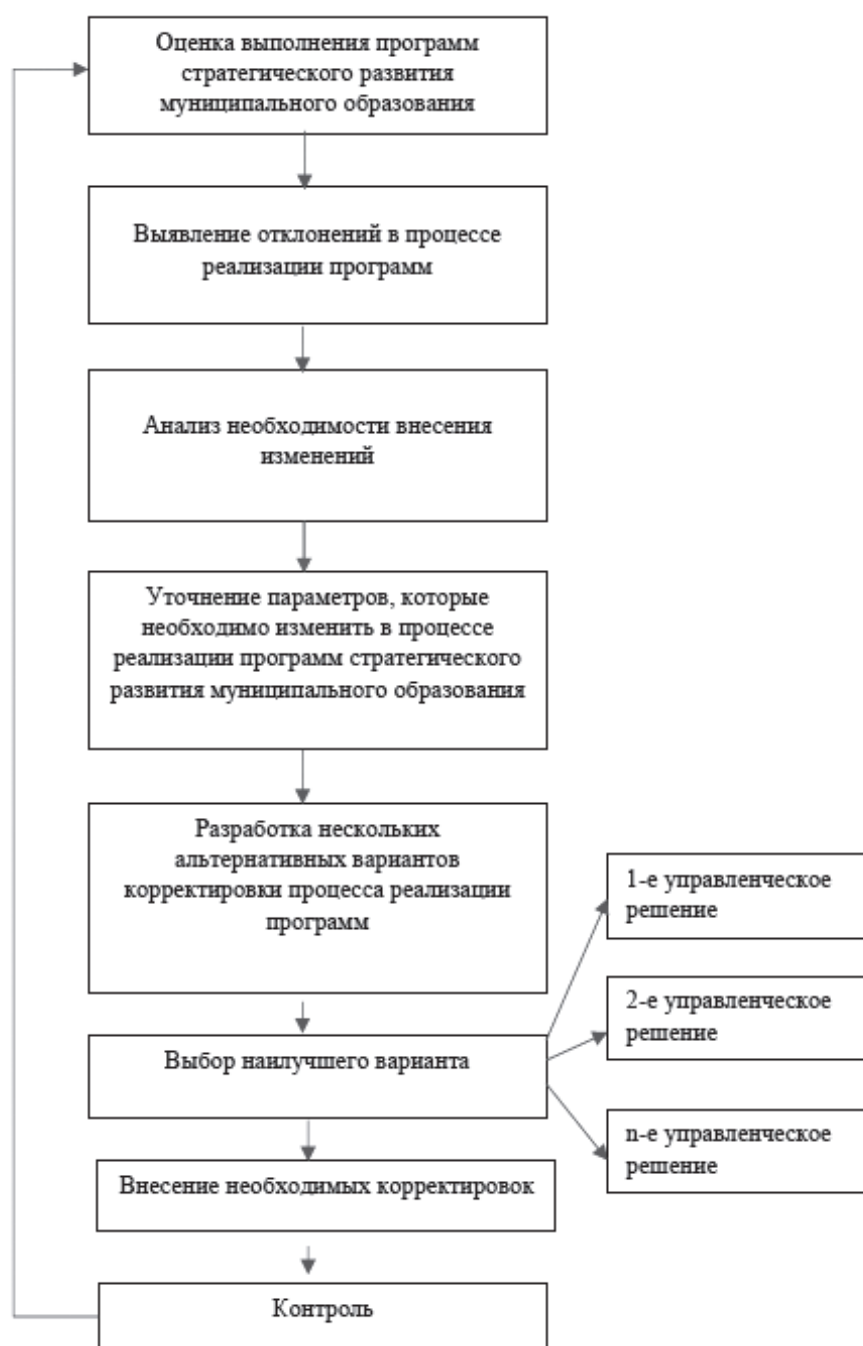 Оценка выполнения программ
стратегического развития
муниципального образования
Выявление отклонений в процессе
реализации программ
Анализ необходимости внесения
изменений
Уточнение параметров, которые
необходимо изменить в процессе
реализации программ стратегического
развития муниципального образования
Разработка нескольких
альтернативных вариантов
корректировки процесса реализации
программ
Выбор наилучшего варианта
1-е управленческое
решение
2-е управленческое
решение
n-е управленческое
решение
Внесение необходимых корректировок
Контроль